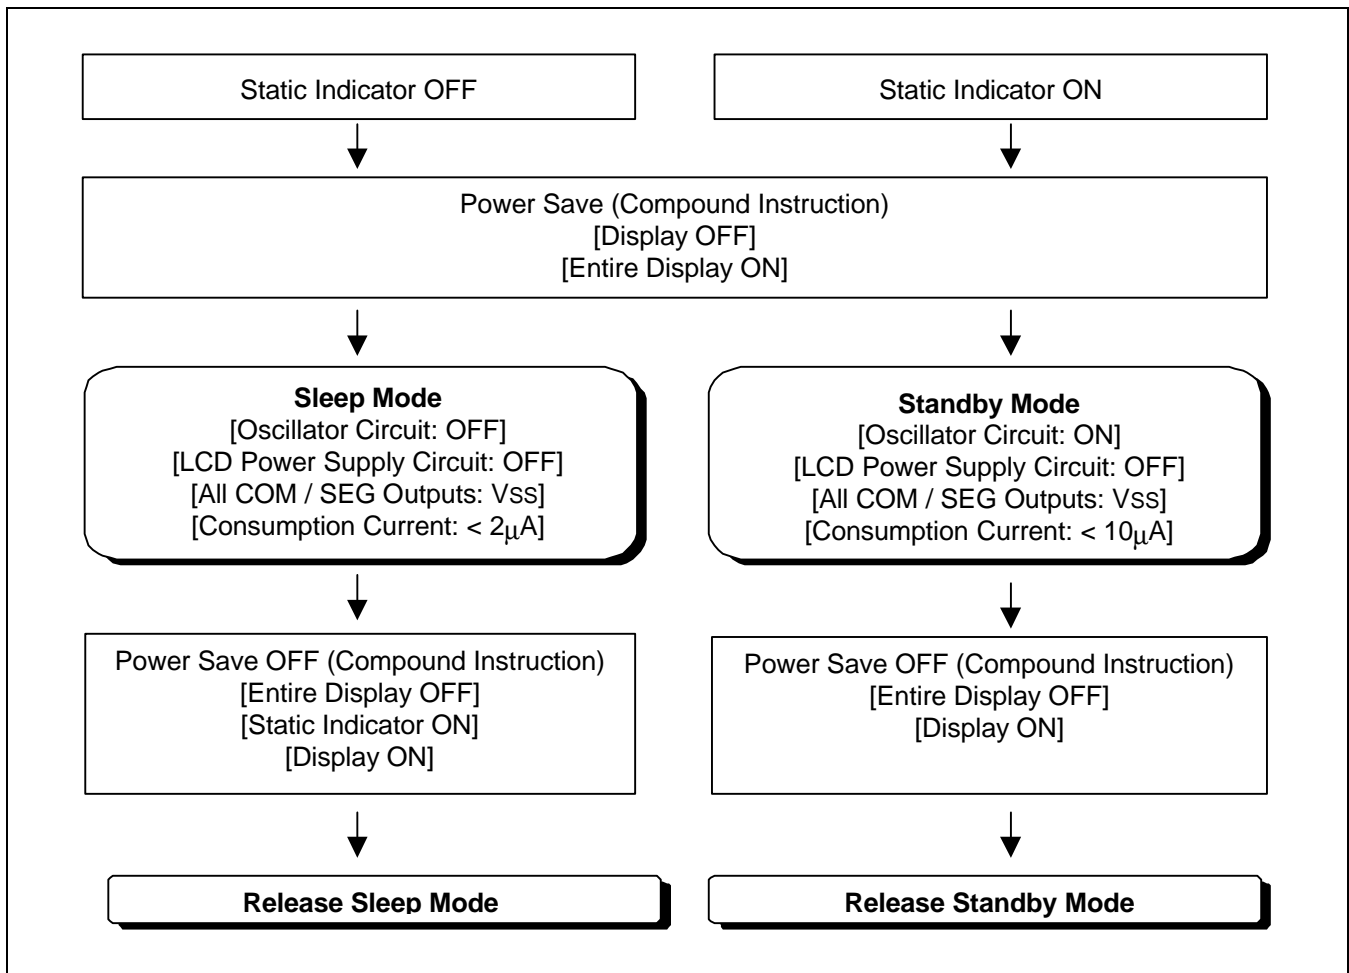 Static Indicator OFF
Static Indicator ON
Power Save (Compound Instruction)
[Display OFF]
[Entire Display ON]
Sleep Mode
[Oscillator Circuit: OFF]
[LCD Power Supply Circuit: OFF]
[All COM / SEG Outputs: VSS]
[Consumption Current: < 2μA]
Standby Mode
[Oscillator Circuit: ON]
[LCD Power Supply Circuit: OFF]
[All COM / SEG Outputs: VSS]
[Consumption Current: < 10μA]
Power Save OFF (Compound Instruction)
[Entire Display OFF]
[Static Indicator ON]
[Display ON]
Power Save OFF (Compound Instruction)
[Entire Display OFF]
[Display ON]
Release Sleep Mode
Release Standby Mode